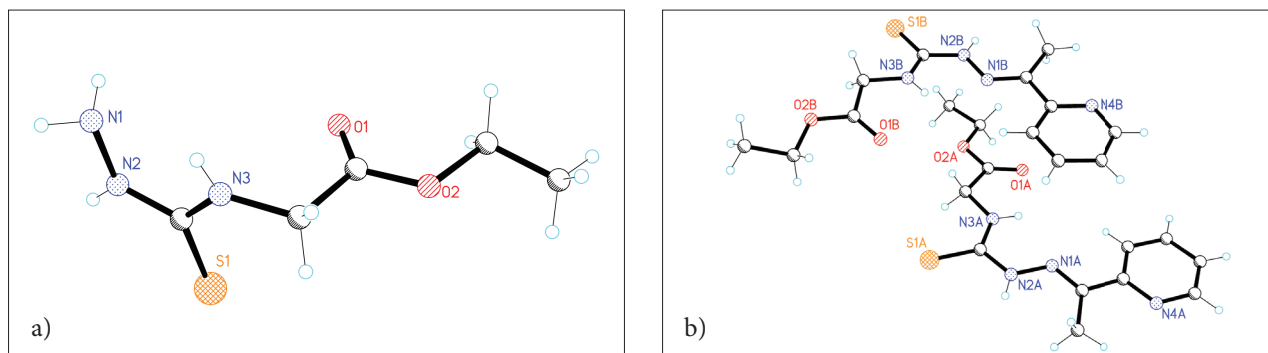 N1
O1
N2
N3
O2
S1
a)
S1B
N2B
N3B
N1B
N4B
O2B
O1B
O2A
O1A
N3A
S1A
N1A
N2A
N4A
b)